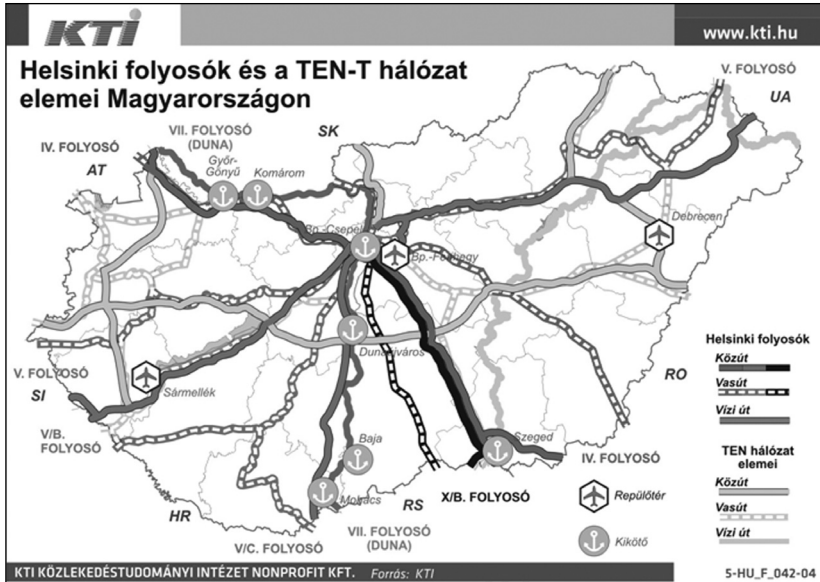 KTI
www.kti.hu
Helsinki folyosók és a TEN-T hálózat
elemei Magyarországon
V. FOLYOSÓ
UA
SK
VII. FOLYOSÓ
(DUNA)
IV. FOLYOSÓ
AT
Győr-
Gönyű
Komárom
Debrecen
Bp.-Csepel
Bp.-Ferihegy
Dunaújváros
V. FOLYOSÓ
SI
Sármellék
RO
V/B.
FOLYOSÓ
Baja
Szeged
IV. FOLYOSÓ
Mohács
RS
X/B. FOLYOSÓ
HR
V/C. FOLYOSÓ
VII. FOLYOSÓ
(DUNA)
Helsinki folyosók
Közút
Vasút
Vízi út
TEN hálózat
elemei
Közút
Vasút
Vízi út
Repülőtér
Kikötő
KTI KÖZLEKEDÉSTUDOMÁNYI INTÉZET NONPROFIT KFT. Forrás: KTI
5-HU_F_042-04